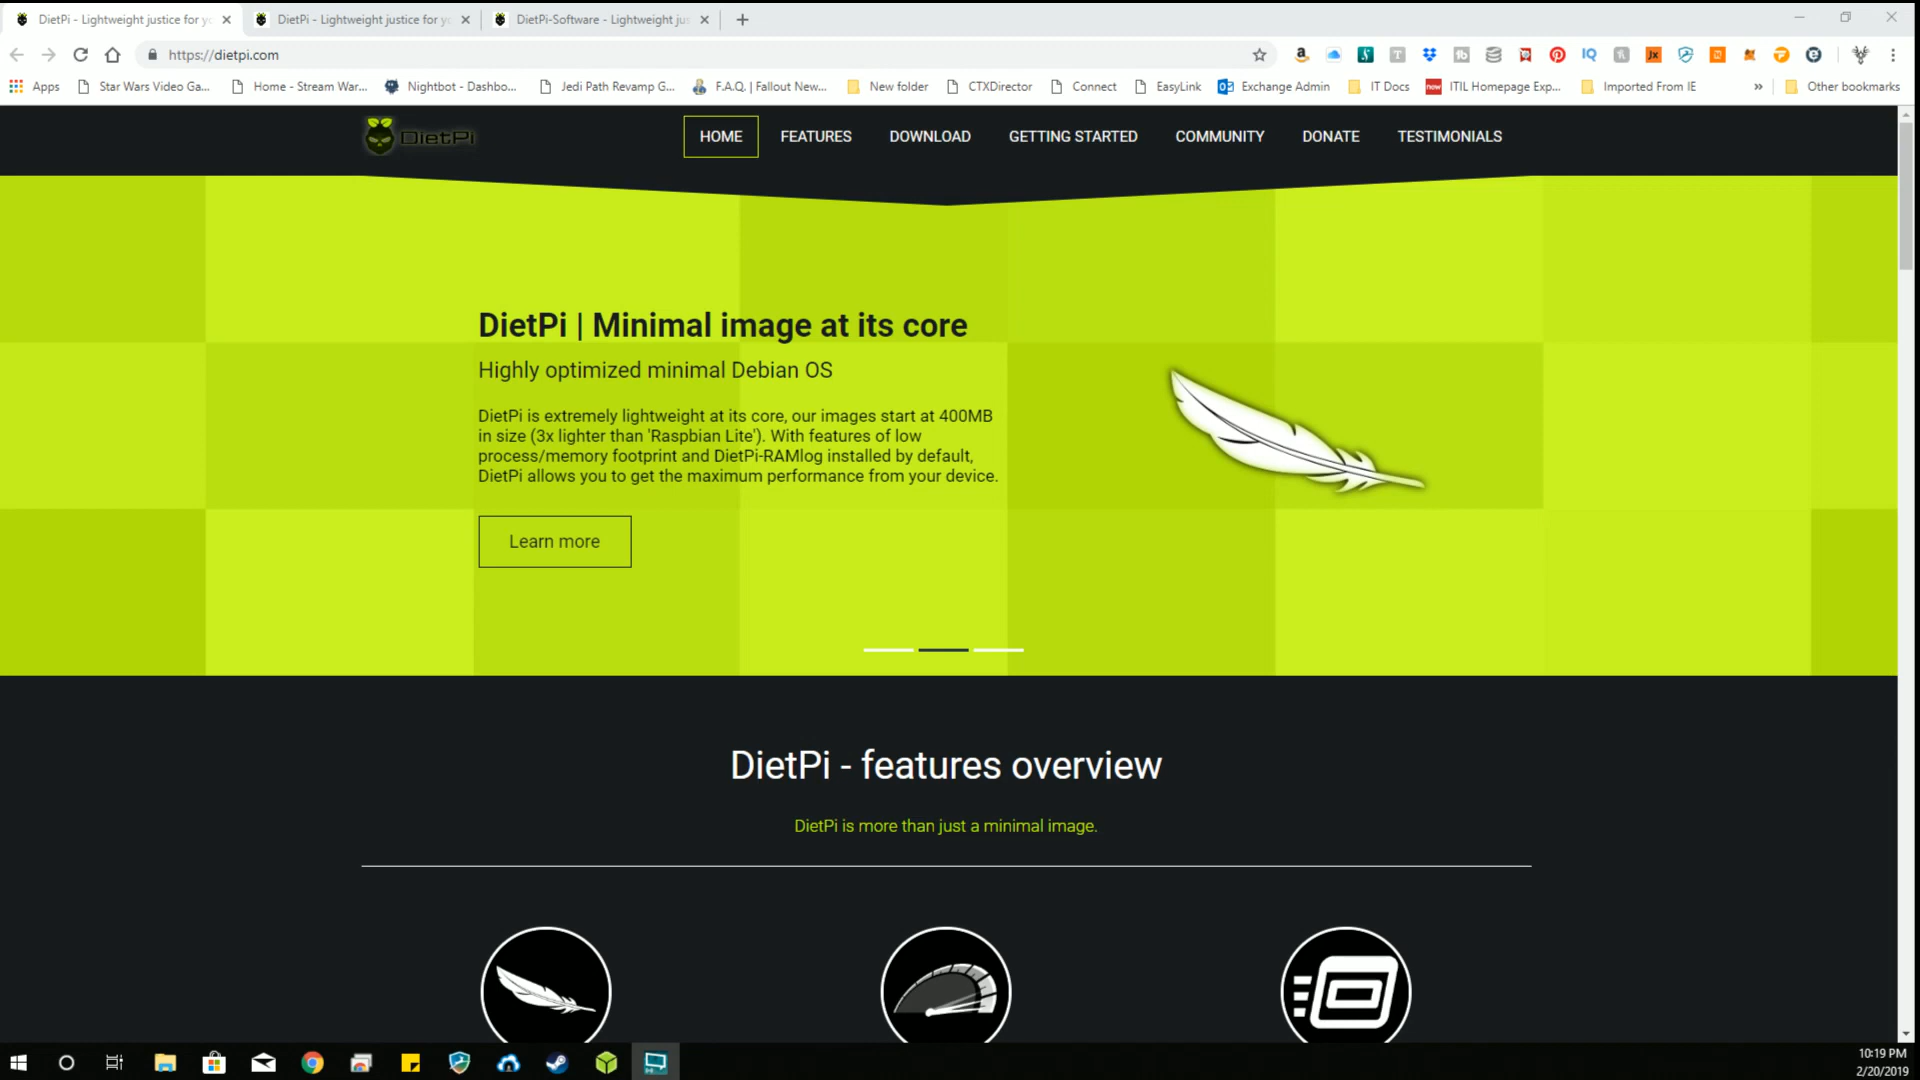 DietPi - Lightweight justice for yo
DietPi - Lightweight justice for yo
DietPi-Software - Lightweight jus
https://dietpi.com
Apps
Star Wars Video Ga...
Home - Stream War...
Nightbot - Dashbo...
Jedi Path Revamp G...
F.A.Q. | Fallout New...
New folder
CTXDirector
Connect
EasyLink
Exchange Admin
IT Docs
ITIL Homepage Exp...
Imported From IE
»
Other bookmarks
DietPi
HOME
FEATURES
DOWNLOAD
GETTING STARTED
COMMUNITY
DONATE
TESTIMONIALS
DietPi | Minimal image at its core
Highly optimized minimal Debian OS
DietPi is extremely lightweight at its core, our images start at 400MB
in size (3x lighter than 'Raspbian Lite'). With features of low
process/memory footprint and DietPi-RAMlog installed by default,
DietPi allows you to get the maximum performance from your device.
Learn more
DietPi - features overview
DietPi is more than just a minimal image.
10:19 PM
2/20/2019